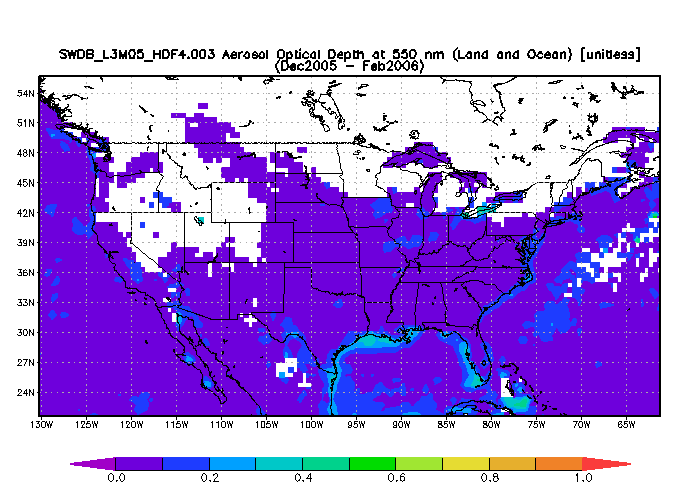 SWDB_L3M05_HDF4.003 Aerosol Optical Depth at 550 nm (Land and Ocean) [unitless]
(Dec2005 - Feb2006)
54N
51N
48N
45N
42N
39N
36N
33N
30N
27N
24N
130W 125W 120W 115W 110W 105W 100W 95W 90W 85W 80W 75W 70W 65W
0.0 0.2 0.4 0.6 0.8 1.0